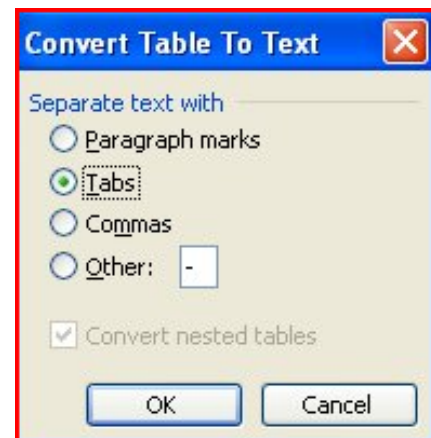 Convert Table To Text
Separate text with
Paragraph marks
Tabs
Commas
Other: -
Convert nested tables
OK Cancel